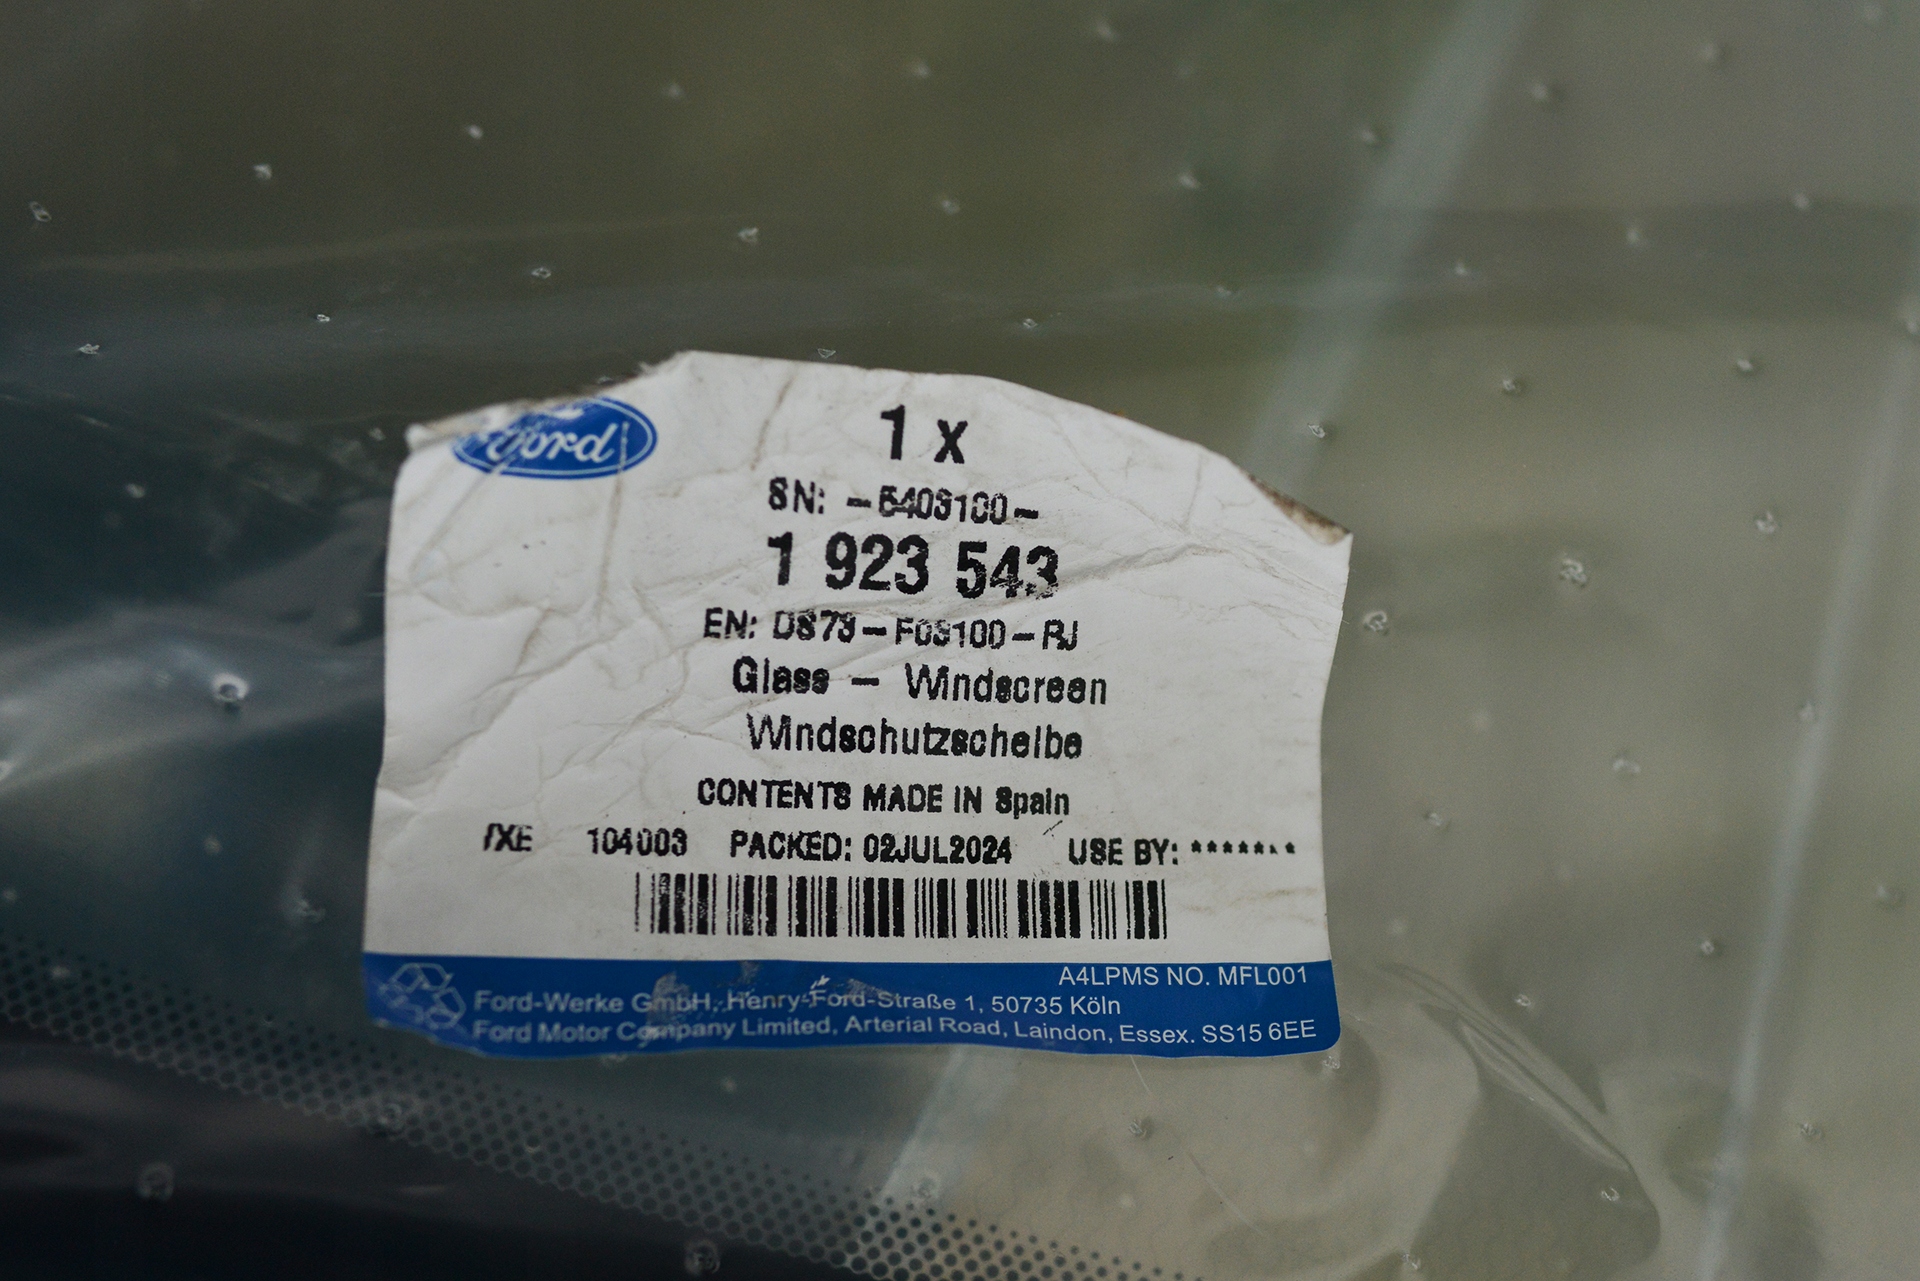 Ford
1 x
SN: -5403100-
1 923 543
EN: DS73-F03100-RJ
Glass - Windscreen
Windschutzscheibe
CONTENTS MADE IN Spain
IXE 104003 PACKED: 02JUL2024 USE BY: *******
A4LPMS NO. MFL001
Ford-Werke GmbH, Henry-Ford-Straße 1, 50735 Köln
Ford Motor Company Limited, Arterial Road, Laindon, Essex. SS15 6EE